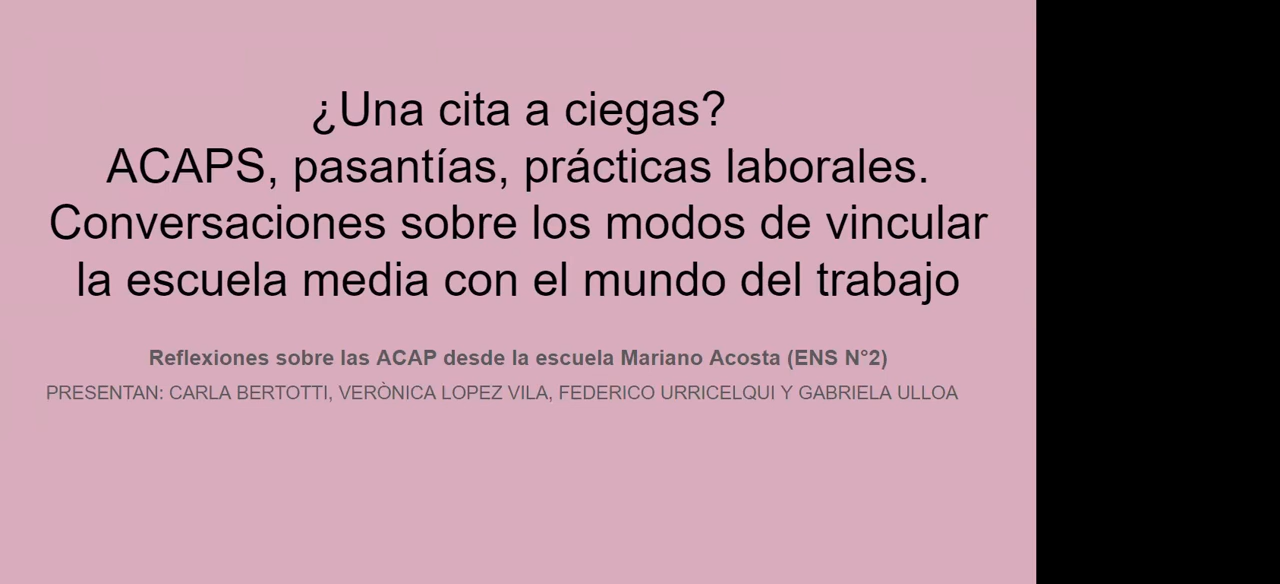 ¿Una cita a ciegas?
ACAPS, pasantías, prácticas laborales.
Conversaciones sobre los modos de vincular
la escuela media con el mundo del trabajo
Reflexiones sobre las ACAP desde la escuela Mariano Acosta (ENS N°2)
PRESENTAN: CARLA BERTOTTI, VERÒNICA LOPEZ VILA, FEDERICO URRICELQUI Y GABRIELA ULLOA